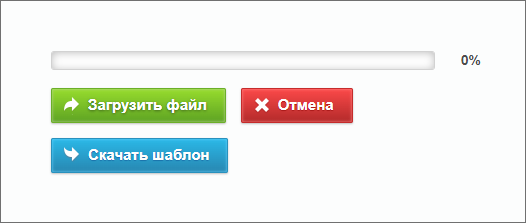 0%
Загрузить файл
Отмена
Скачать шаблон